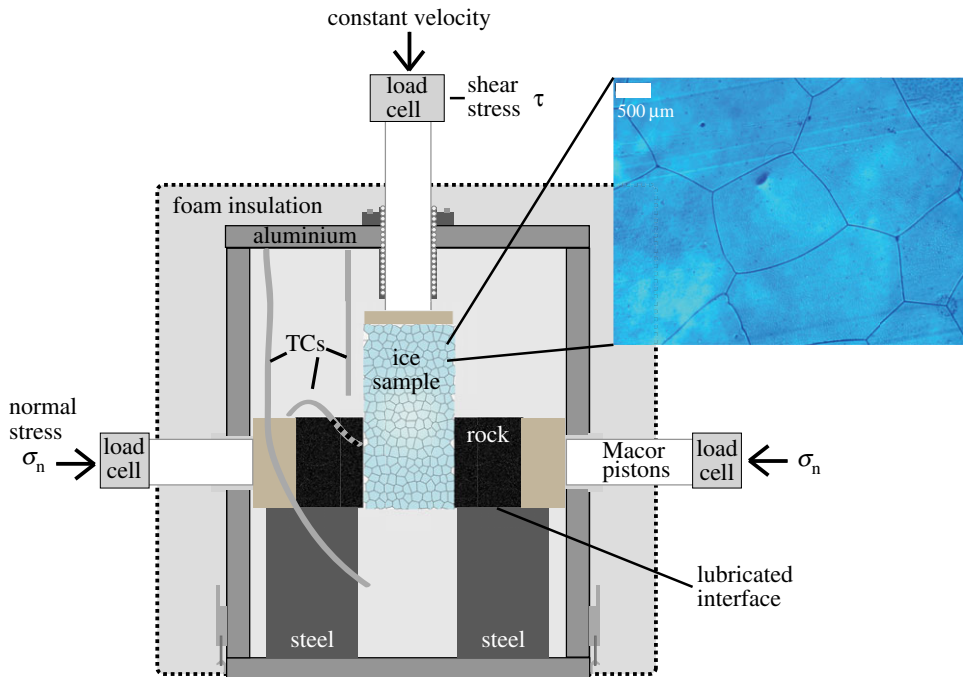 constant velocity
load
cell
shear
stress τ
500 µm
foam insulation
aluminium
TCs
ice
sample
normal
stress
σn
load
cell
rock
Macor
pistons
load
cell
σn
lubricated
interface
steel
steel